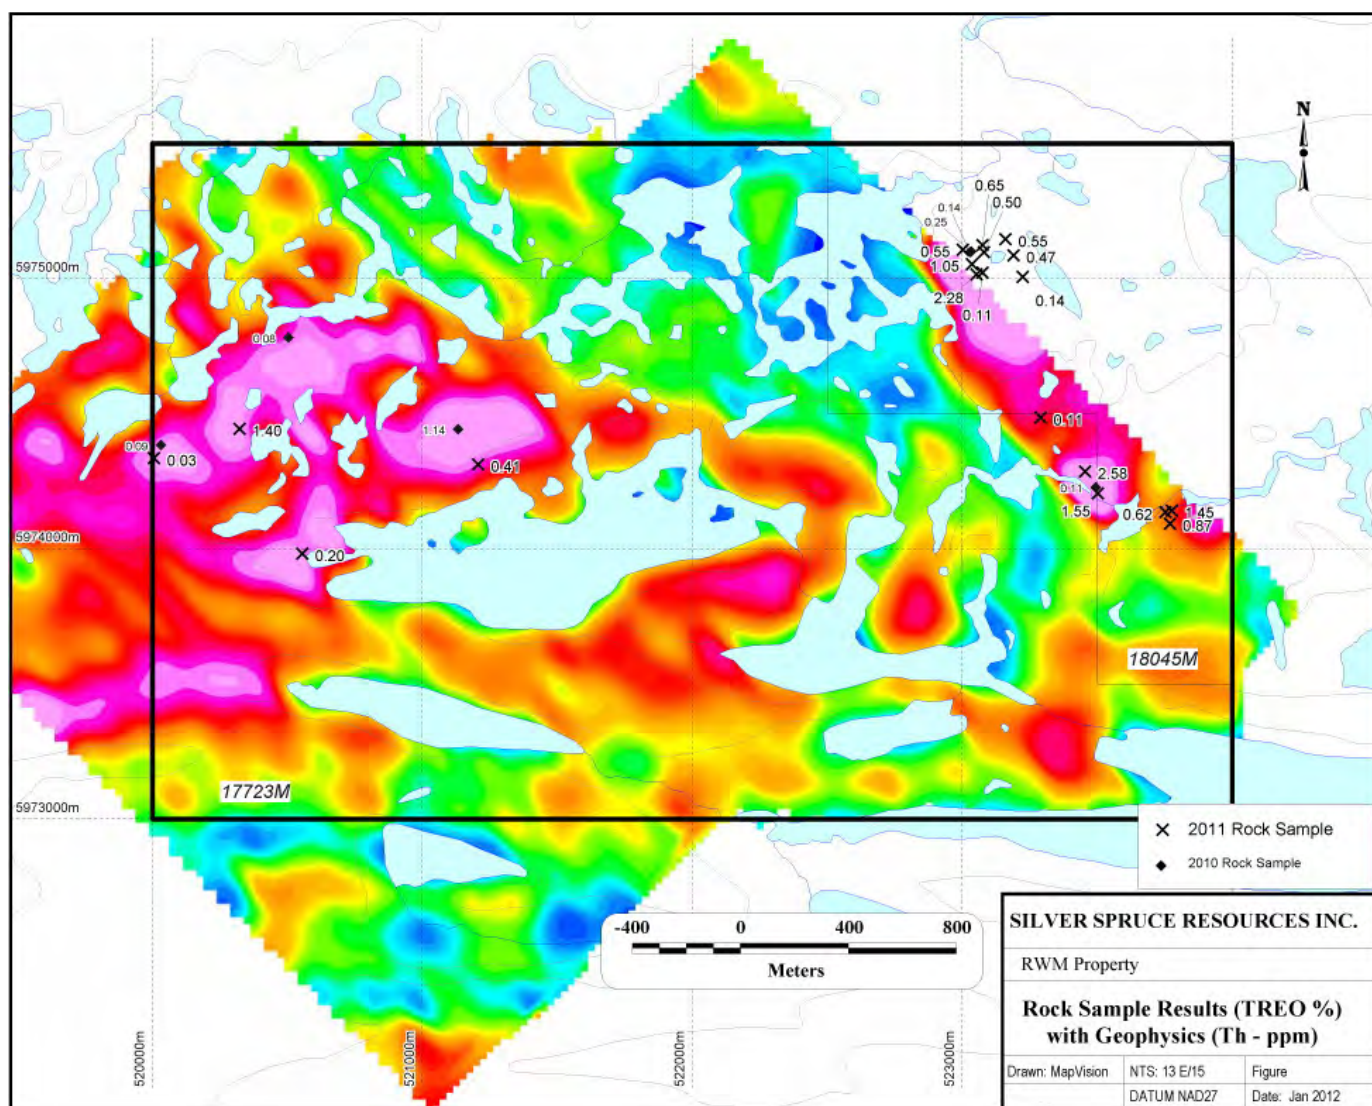 N
0.65
0.14
0.50
0.25
0.55
0.55
0.47
1.05
5975000m
2.28
0.14
0.11
0.08
0.11
1.40
1.14
0.09
0.03
0.41
2.58
0.11
1.55
0.62
1.45
0.87
5974000m
0.20
18045M
17723M
5973000m
2011 Rock Sample
2010 Rock Sample
-400 0 400 800
Meters
520000m
521000m
522000m
523000m
SILVER SPRUCE RESOURCES INC.
RWM Property
Rock Sample Results (TREO %)
with Geophysics (Th - ppm)
Drawn: MapVision NTS: 13 E/15 Figure
DATUM NAD27 Date: Jan 2012